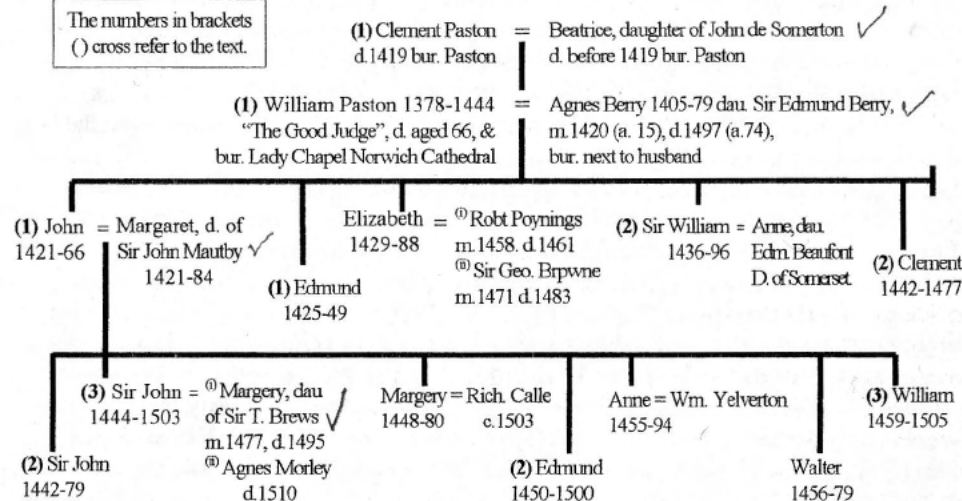 The numbers in brackets
() cross refer to the text.
(1) Clement Paston = Beatrice, daughter of John de Somerton
d.1419 bur. Paston d. before 1419 bur. Paston
(1) William Paston 1378-1444 = Agnes Berry 1405-79 dau. Sir Edmund Berry,
"The Good Judge", d. aged 66, & m.1420 (a. 15), d.1497 (a.74),
bur. Lady Chapel Norwich Cathedral bur. next to husband
(1) John = Margaret, d. of
1421-66 Sir John Mautby
1421-84
(1) Edmund
1425-49
Elizabeth = (i) Robt Poynings
1429-88 m.1458. d.1461
(ii) Sir Geo. Brpwne
m.1471 d.1483
(2) Sir William = Anne, dau.
1436-96 Edm. Beaufont
D. of Somerset.
(2) Clement
1442-1477
(2) Sir John
1442-79
(3) Sir John = (i) Margery, dau
1444-1503 of Sir T. Brews
m.1477, d.1495
(ii) Agnes Morley
d.1510
Margery = Rich. Calle
1448-80 c.1503
(2) Edmund
1450-1500
Anne = Wm. Yelverton
1455-94
Walter
1456-79
(3) William
1459-1505